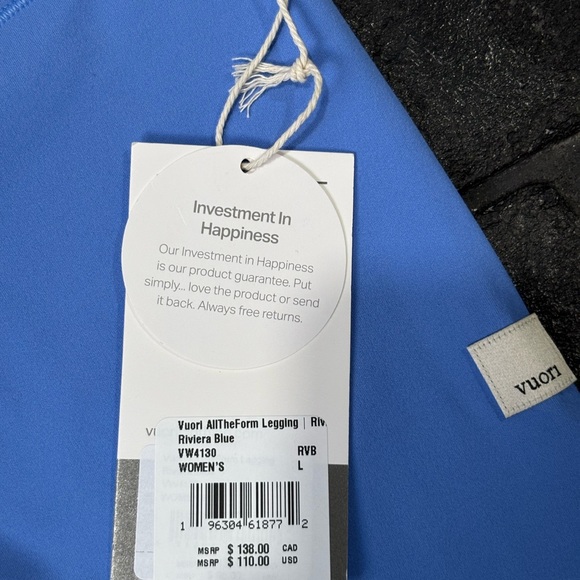 Investment In
Happiness
Our Investment in Happiness
is our product guarantee. Put
simply... love the product or send
it back. Always free returns.
vuori
Vuori AllTheForm Legging | Riv
Riviera Blue
VW4130 RVB
WOMEN'S L
1 96304 61877 2
MSRP $ 138.00 CAD
MSRP $ 110.00 USD